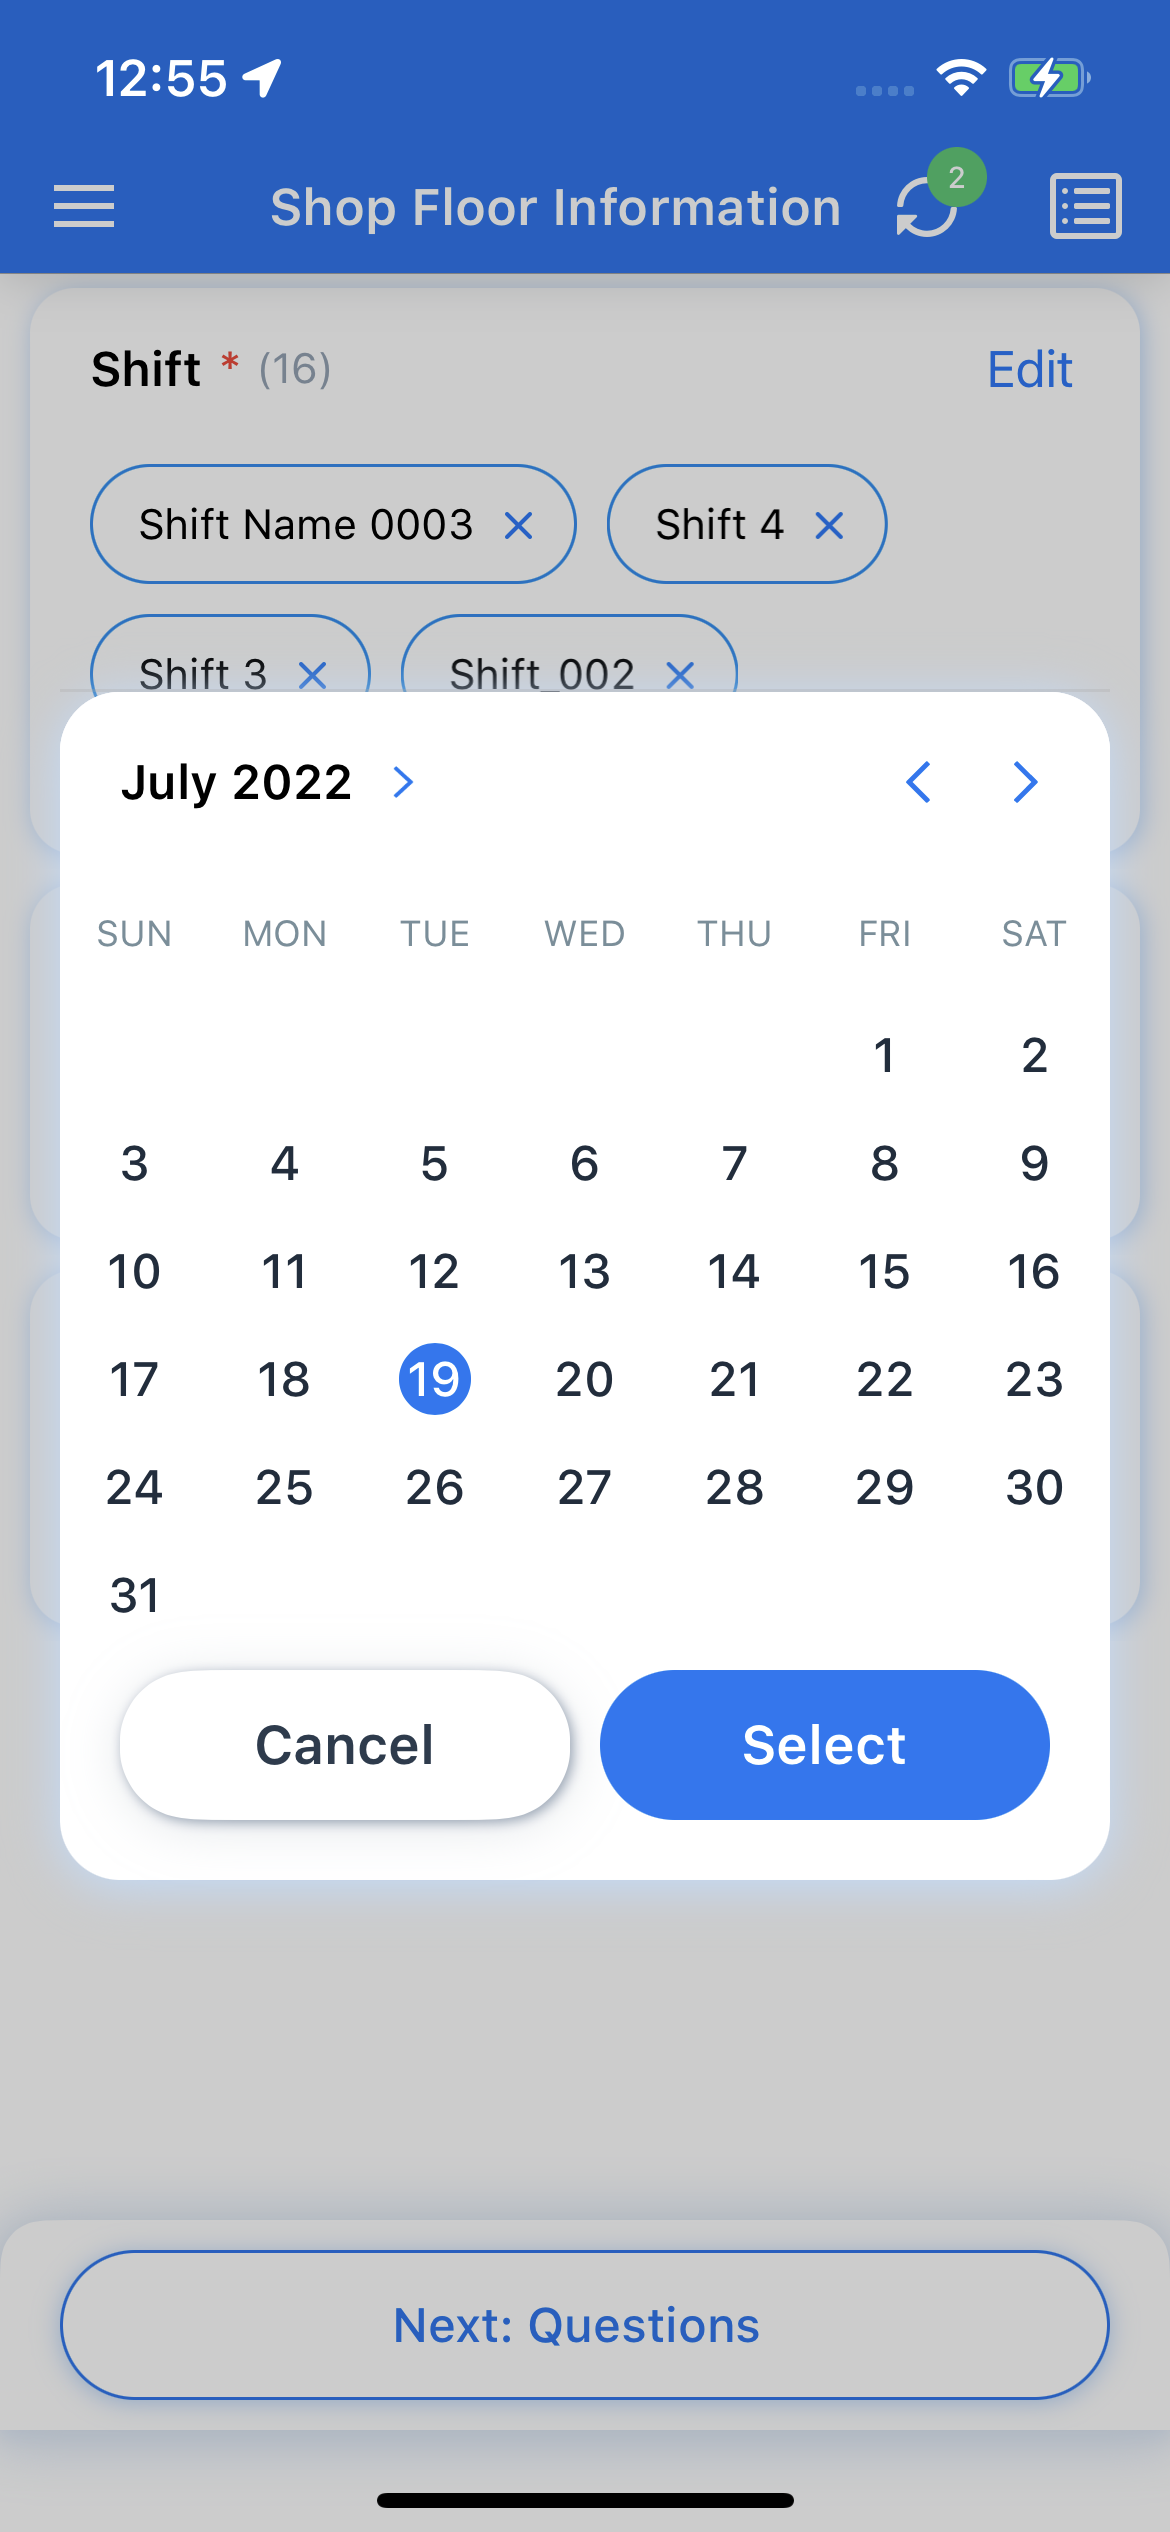 12:55
Shop Floor Information
2
Shift * (16)
Edit
Shift Name 0003
Shift 4
Shift 3
Shift_002
July 2022
SUN MON TUE WED THU FRI SAT
1 2
3 4 5 6 7 8 9
10 11 12 13 14 15 16
17 18 19 20 21 22 23
24 25 26 27 28 29 30
31
Cancel
Select
Next: Questions